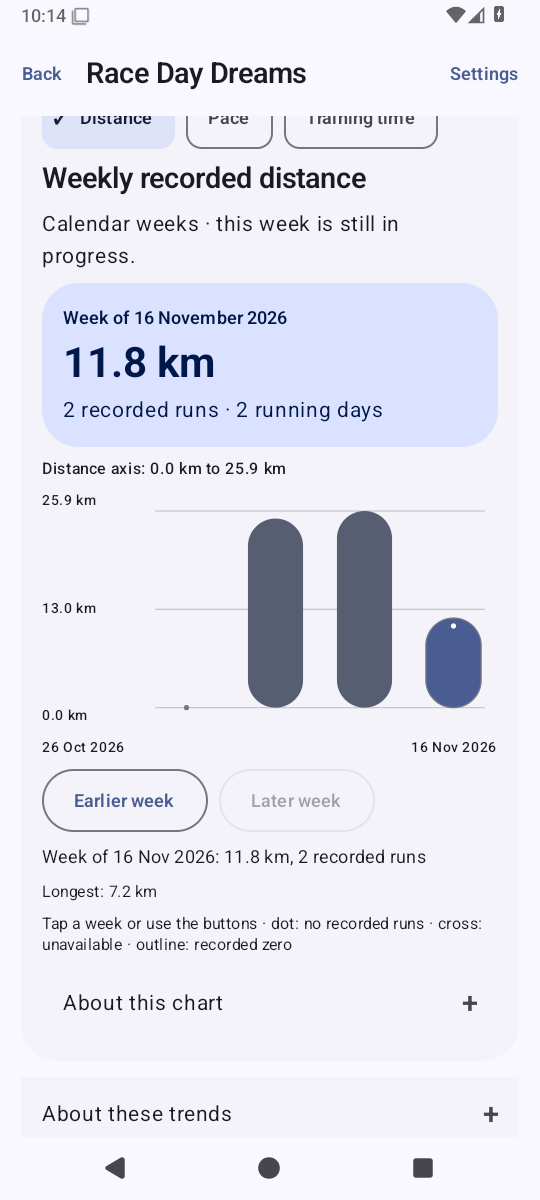 10:14
Back Race Day Dreams Settings
✓ Distance Pace Training time
Weekly recorded distance
Calendar weeks · this week is still in
progress.
Week of 16 November 2026
11.8 km
2 recorded runs · 2 running days
Distance axis: 0.0 km to 25.9 km
25.9 km
13.0 km
0.0 km
26 Oct 2026 16 Nov 2026
Earlier week Later week
Week of 16 Nov 2026: 11.8 km, 2 recorded runs
Longest: 7.2 km
Tap a week or use the buttons · dot: no recorded runs · cross:
unavailable · outline: recorded zero
About this chart +
About these trends +